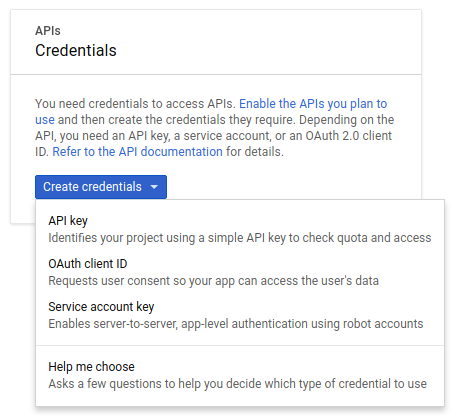 APIs
Credentials
You need credentials to access APIs. Enable the APIs you plan to
use and then create the credentials they require. Depending on the
API, you need an API key, a service account, or an OAuth 2.0 client
ID. Refer to the API documentation for details.
Create credentials
API key
Identifies your project using a simple API key to check quota and access
OAuth client ID
Requests user consent so your app can access the user's data
Service account key
Enables server-to-server, app-level authentication using robot accounts
Help me choose
Asks a few questions to help you decide which type of credential to use